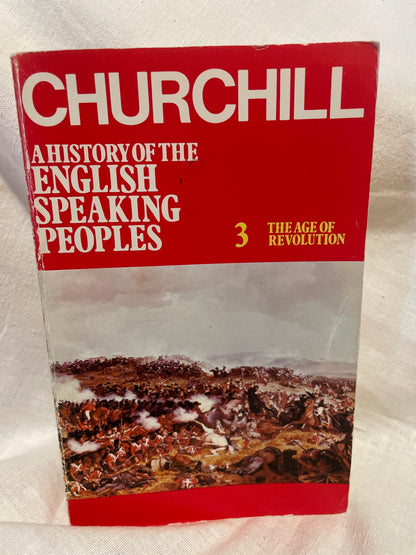 CHURCHILL
A HISTORY OF THE
ENGLISH
SPEAKING
PEOPLES
3
THE AGE OF
REVOLUTION